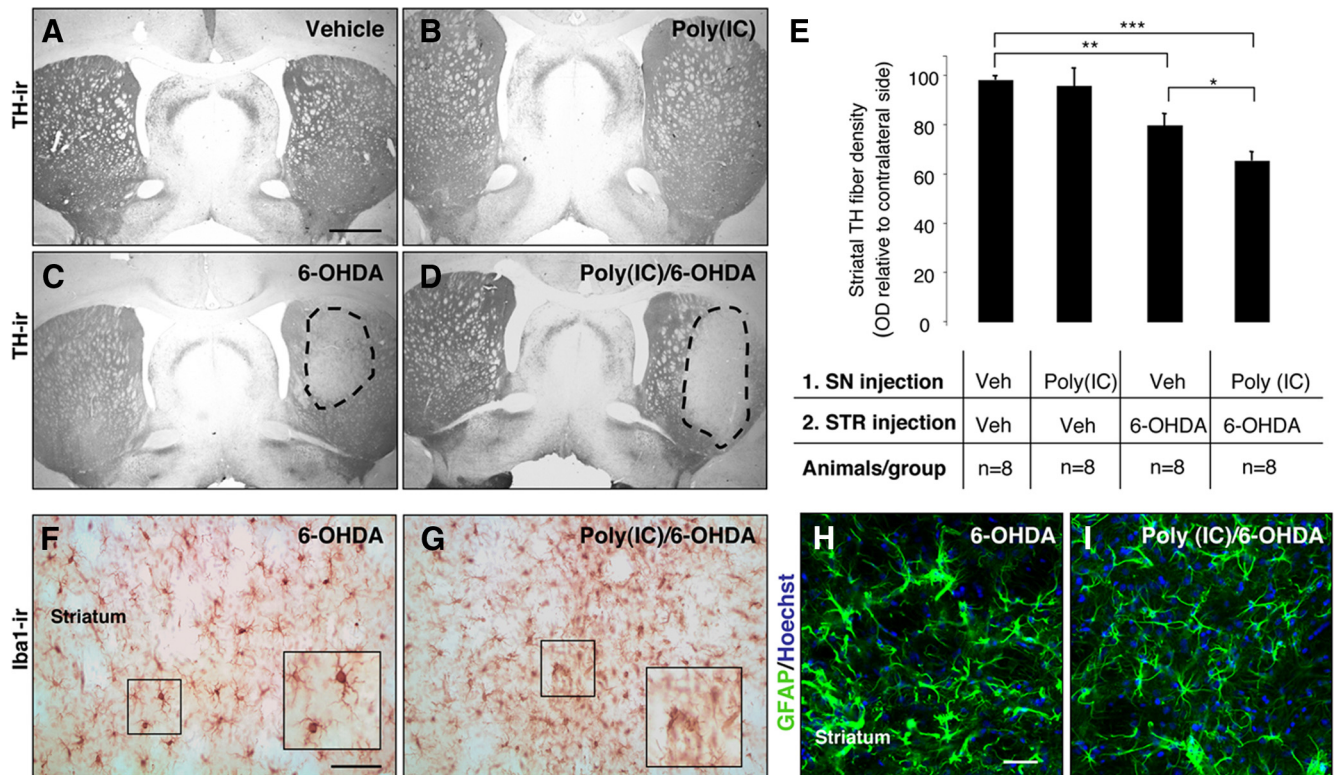 A Vehicle
B Poly(IC)
TH-ir
C 6-OHDA
D Poly(IC)/6-OHDA
TH-ir
E
Striatal TH fiber density
(OD relative to contralateral side)
100
80
60
40
20
0
***
**
*
1. SN injection Veh Poly(IC) Veh Poly (IC)
2. STR injection Veh Veh 6-OHDA 6-OHDA
Animals/group n=8 n=8 n=8 n=8
F 6-OHDA
Striatum
Iba1-ir
G Poly(IC)/6-OHDA
GFAP/Hoechst
H 6-OHDA
Striatum
I Poly (IC)/6-OHDA